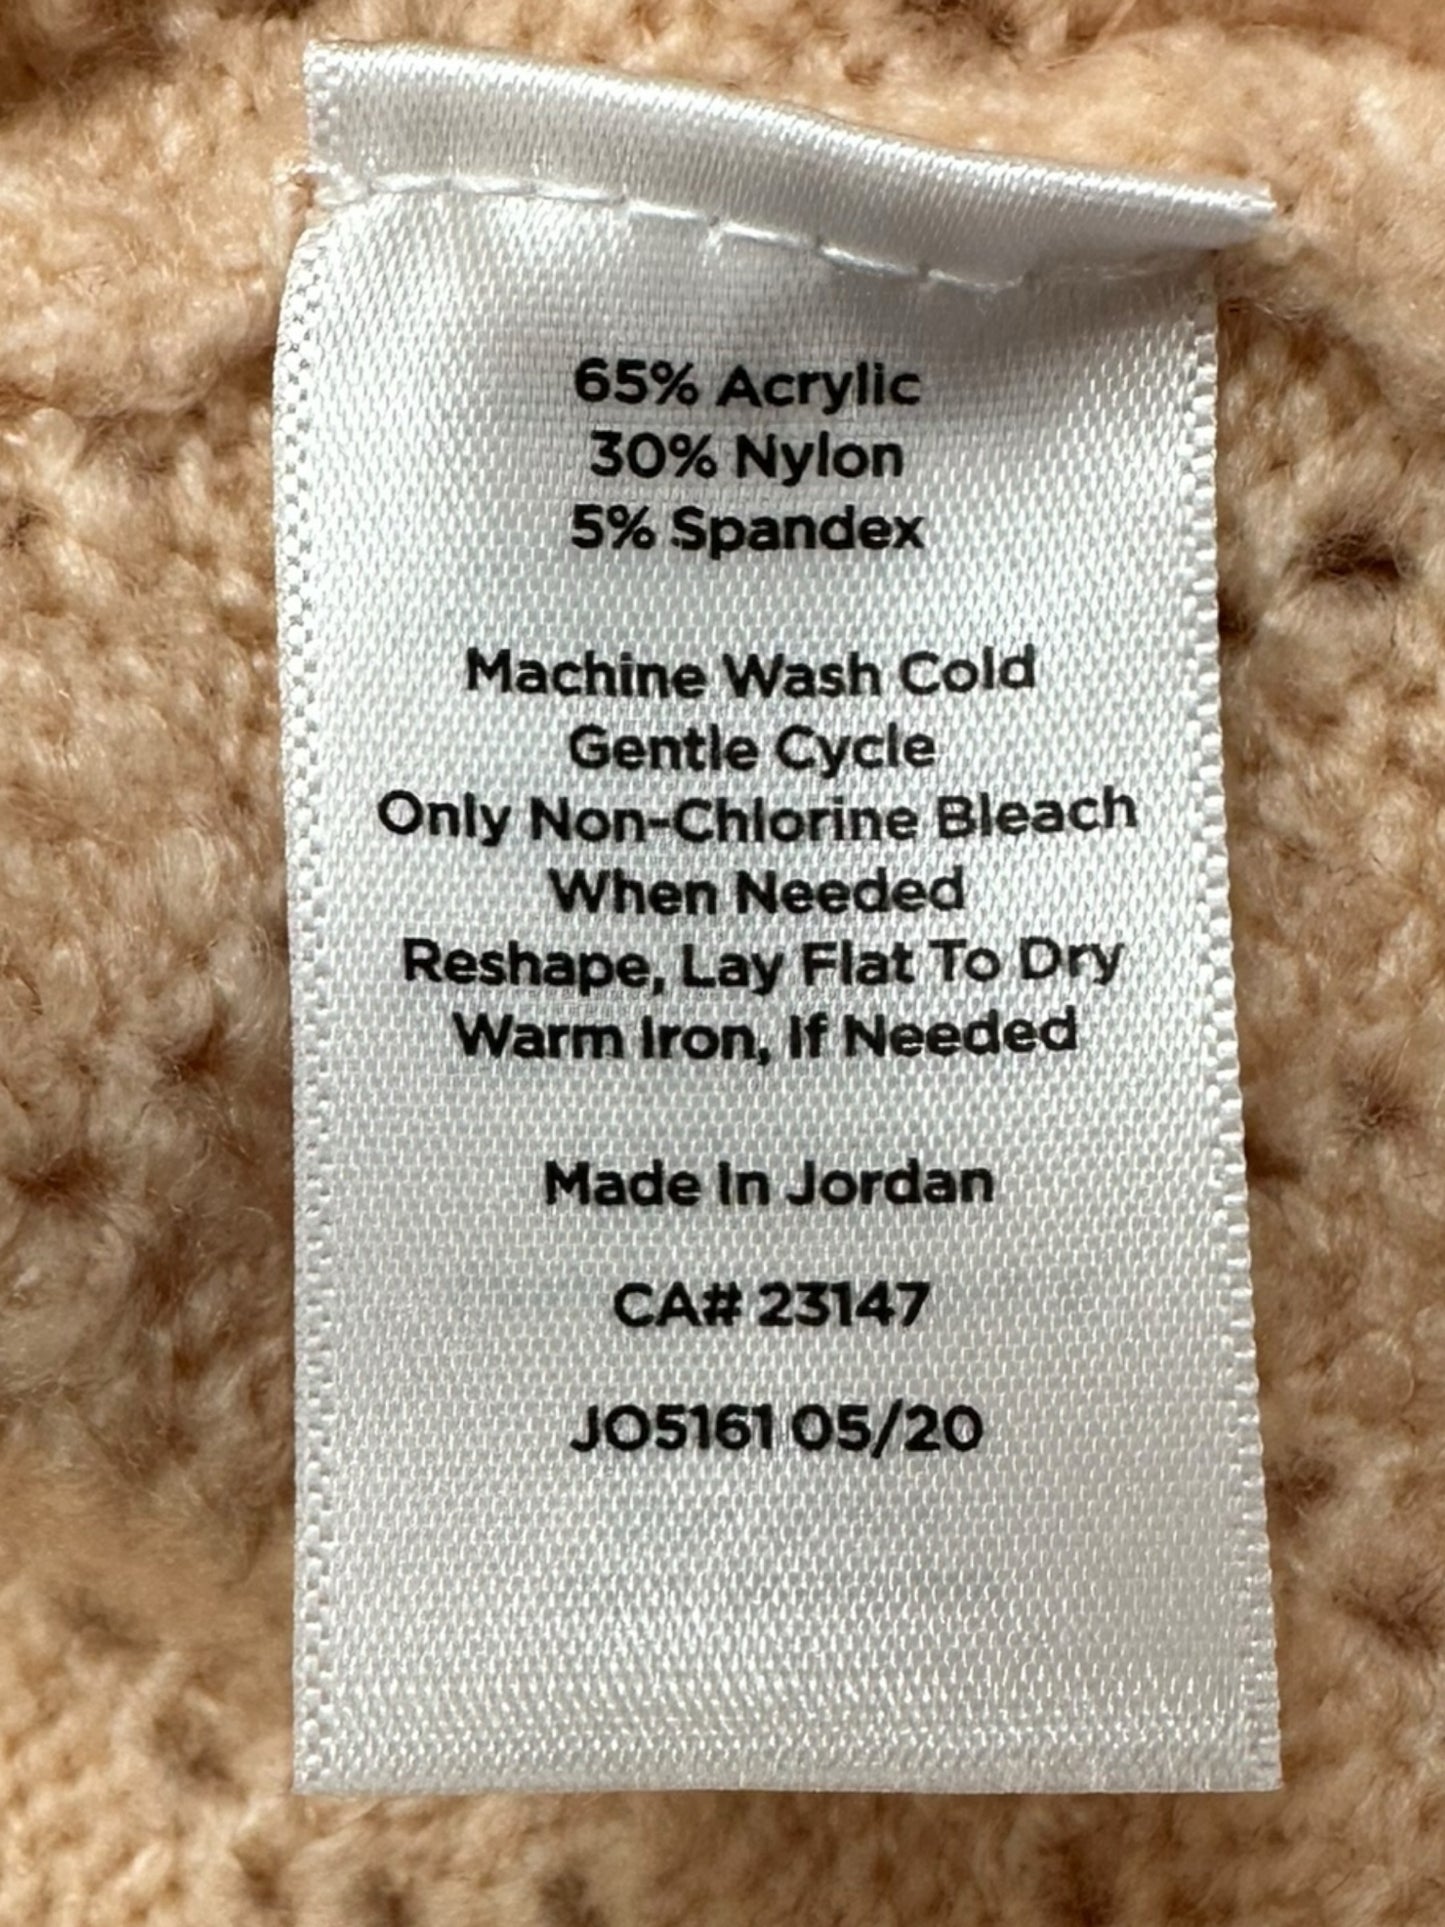 65% Acrylic
30% Nylon
5% Spandex
Machine Wash Cold
Gentle Cycle
Only Non-Chlorine Bleach
When Needed
Reshape, Lay Flat To Dry
Warm Iron, If Needed
Made In Jordan
CA# 23147
JO5161 05/20